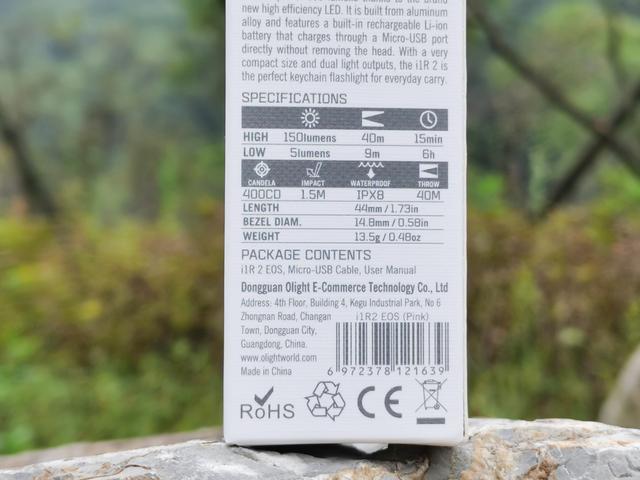 new high efficiency LED. It is built from aluminum
alloy and features a built-in rechargeable Li-ion
battery that charges through a Micro-USB port
directly without removing the head. With a very
compact size and dual light outputs, the i1R 2 is
the perfect keychain flashlight for everyday carry.
SPECIFICATIONS
HIGH 150lumens 40m 15min
LOW 5lumens 9m 6h
CANDELA IMPACT WATERPROOF THROW
400CD 1.5M IPX8 40M
LENGTH 44mm / 1.73in
BEZEL DIAM. 14.8mm / 0.58in
WEIGHT 13.5g / 0.48oz
PACKAGE CONTENTS
i1R 2 EOS, Micro-USB Cable, User Manual
Dongguan Olight E-Commerce Technology Co., Ltd
Address: 4th Floor, Building 4, Kegu Industrial Park, No 6
Zhongnan Road, Changan i1R2 EOS (Pink)
Town, Dongguan City,
Guangdong, China.
www.olightworld.com
Made in China 6 972378 121639
RoHS CE